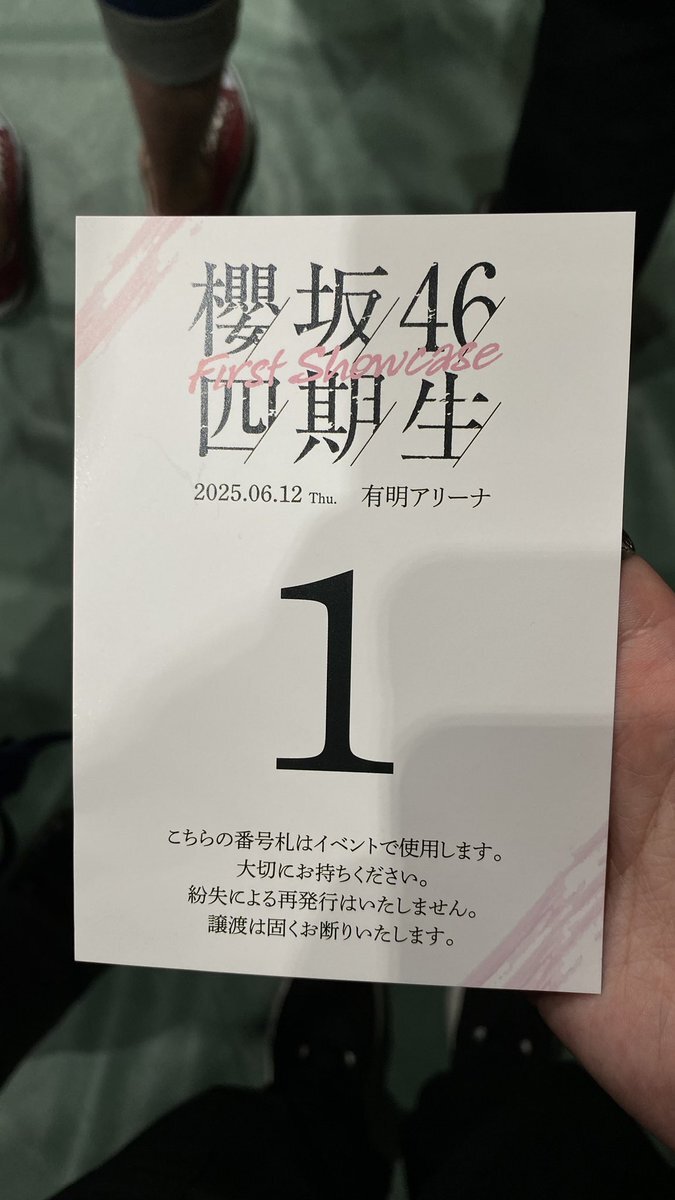 櫻坂46
First Showcase
四期生
2025.06.12 Thu. 有明アリーナ
1
こちらの番号札はイベントで使用します。
大切にお持ちください。
紛失による再発行はいたしません。
譲渡は固くお断りいたします。